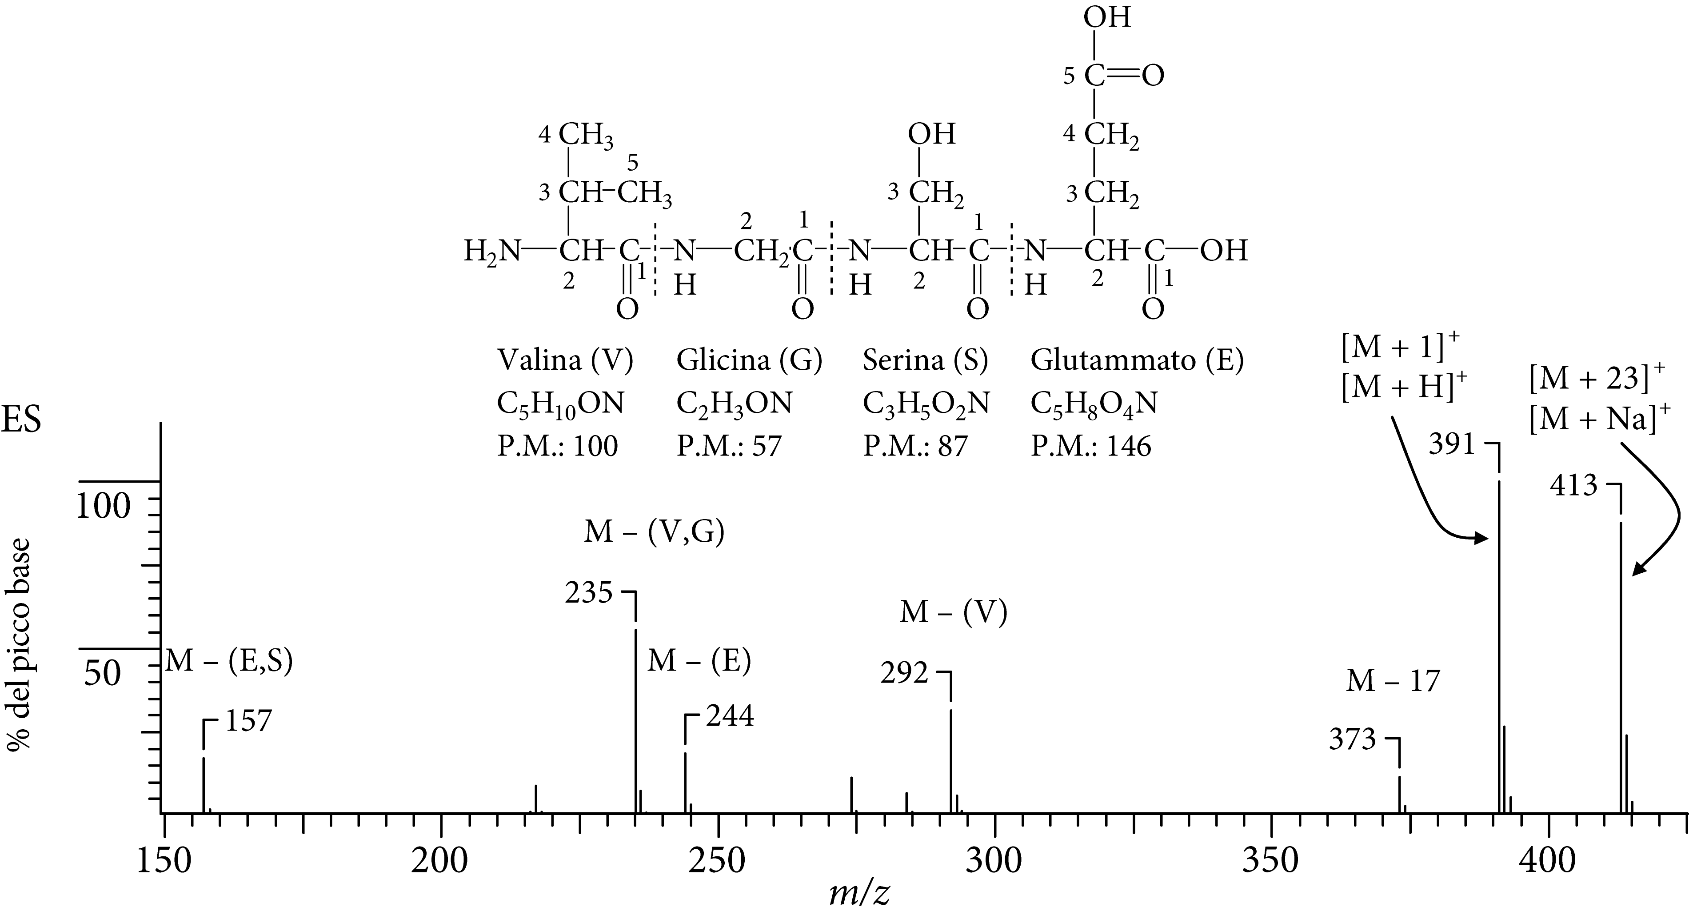 OH
5 C=O
4 CH₃ OH 4 CH₂
5
3 CH–CH₃ 3 CH₂ 3 CH₂
2 1 1
H₂N–CH–C–N–CH₂–C–N–CH–C–N–CH–C–OH
2 1 H H 2 H 2 1
O O O O
Valina (V) Glicina (G) Serina (S) Glutammato (E)
C₅H₁₀ON C₂H₃ON C₃H₅O₂N C₅H₈O₄N
P.M.: 100 P.M.: 57 P.M.: 87 P.M.: 146
[M + 1]⁺
[M + H]⁺
[M + 23]⁺
[M + Na]⁺
ES
391
413
100
M – (V,G)
235
M – (V)
292
M – (E,S)
M – (E)
50
M – 17
157
244
373
% del picco base
150 200 250 300 350 400
m/z